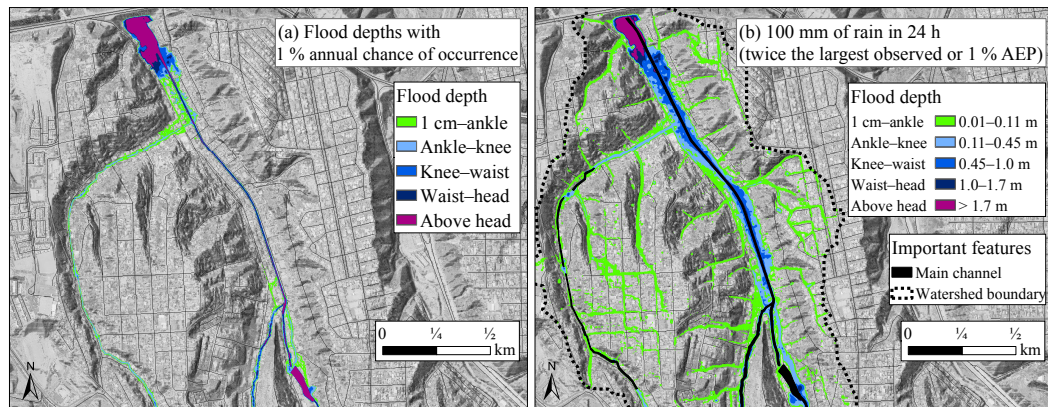 (a) Flood depths with
1 % annual chance of occurrence
Flood depth
1 cm–ankle
Ankle–knee
Knee–waist
Waist–head
Above head
0 ¼ ½
km
N
(b) 100 mm of rain in 24 h
(twice the largest observed or 1 % AEP)
Flood depth
1 cm–ankle 0.01–0.11 m
Ankle–knee 0.11–0.45 m
Knee–waist 0.45–1.0 m
Waist–head 1.0–1.7 m
Above head > 1.7 m
Important features
Main channel
Watershed boundary
0 ¼ ½
km
N